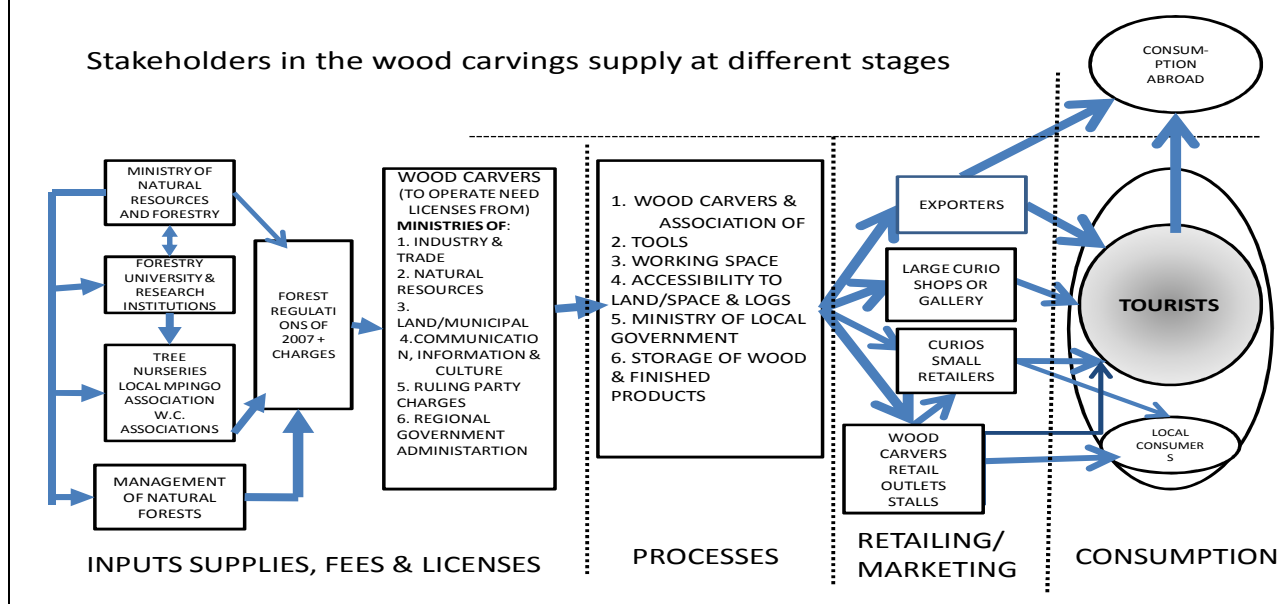 Stakeholders in the wood carvings supply at different stages
CONSUM-
PTION
ABROAD
MINISTRY OF
NATURAL
RESOURCES
AND FORESTRY
FORESTRY
UNIVERSITY &
RESEARCH
INSTITUTIONS
TREE
NURSERIES
LOCAL MPINGO
ASSOCIATION
W.C.
ASSOCIATIONS
MANAGEMENT
OF NATURAL
FORESTS
FOREST
REGULATI
ONS OF
2007 +
CHARGES
WOOD CARVERS
(TO OPERATE NEED
LICENSES FROM)
MINISTRIES OF:
1. INDUSTRY &
TRADE
2. NATURAL
RESOURCES
3.
LAND/MUNICIPAL
4.COMMUNICATIO
N, INFORMATION &
CULTURE
5. RULING PARTY
CHARGES
6. REGIONAL
GOVERNMENT
ADMINISTARTION
1. WOOD CARVERS &
ASSOCIATION OF
2. TOOLS
3. WORKING SPACE
4. ACCESSIBILITY TO
LAND/SPACE & LOGS
5. MINISTRY OF LOCAL
GOVERNMENT
6. STORAGE OF WOOD
& FINISHED
PRODUCTS
EXPORTERS
LARGE CURIO
SHOPS OR
GALLERY
CURIOS
SMALL
RETAILERS
WOOD
CARVERS
RETAIL
OUTLETS
STALLS
TOURISTS
LOCAL
CONSUMER
S
INPUTS SUPPLIES, FEES & LICENSES
PROCESSES
RETAILING/
MARKETING
CONSUMPTION